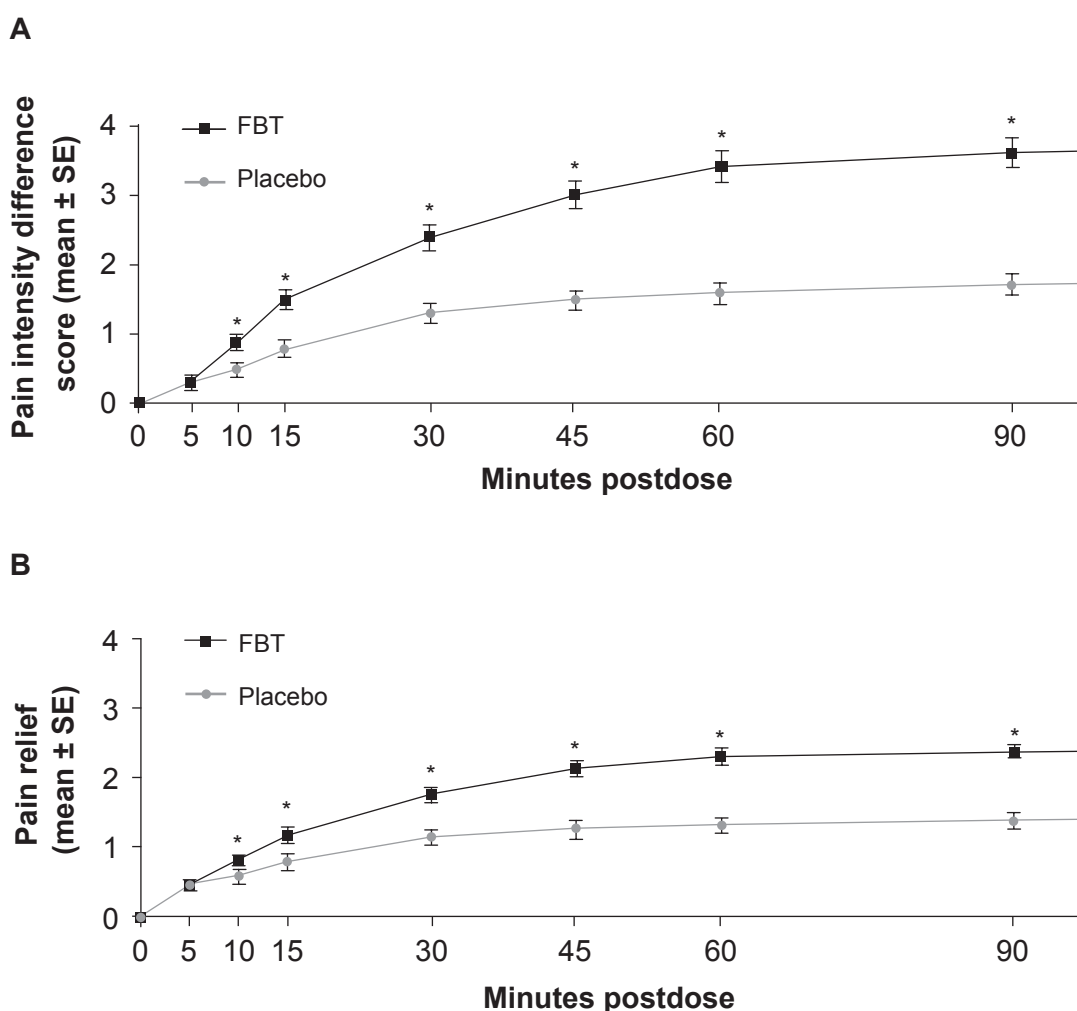 A
Pain intensity difference
score (mean ± SE)
FBT
Placebo
4
3
2
1
0
* * * * * * 
0 5 10 15 30 45 60 90
Minutes postdose
B
Pain relief
(mean ± SE)
FBT
Placebo
4
3
2
1
0
* * * * * *
0 5 10 15 30 45 60 90
Minutes postdose